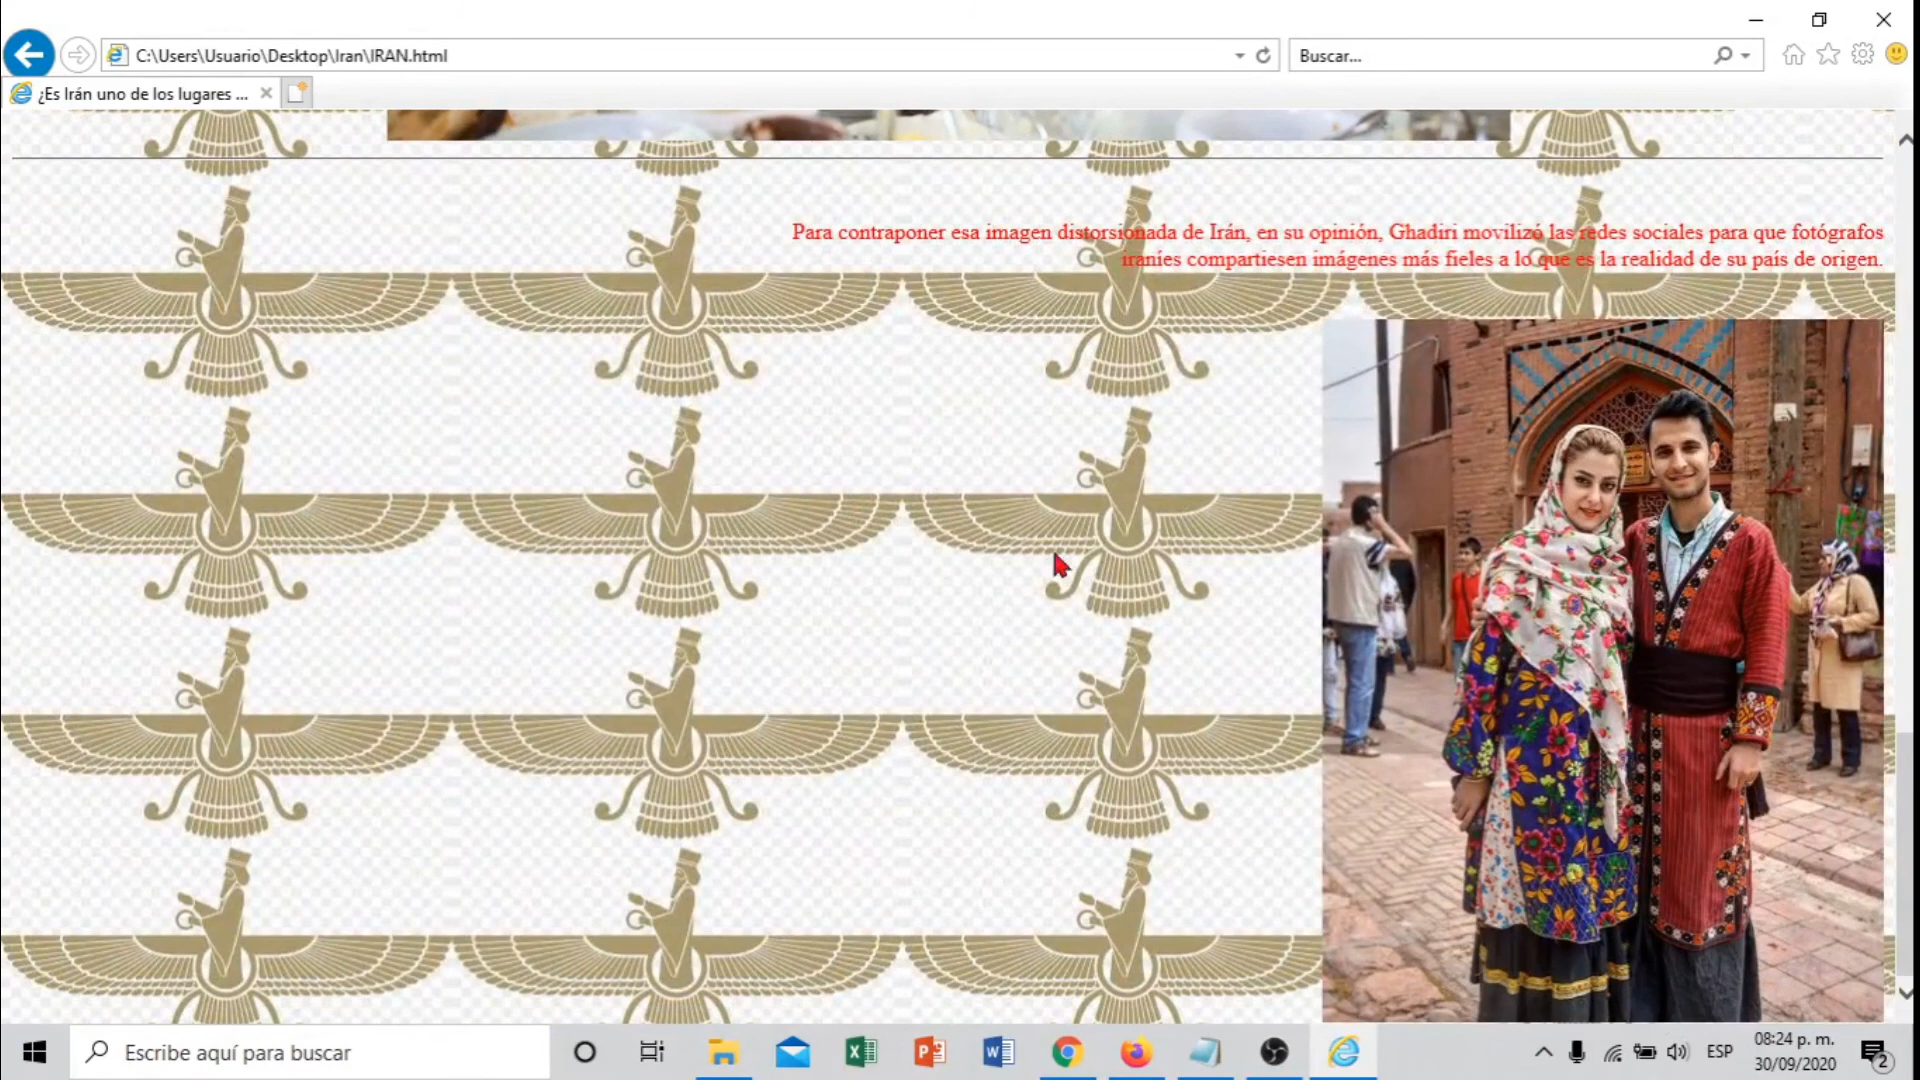 C:\Users\Usuario\Desktop\Iran\IRAN.html
Buscar...
¿Es Irán uno de los lugares ...
Para contraponer esa imagen distorsionada de Irán, en su opinión, Ghadiri movilizó las redes sociales para que fotógrafos
iraníes compartiesen imágenes más fieles a lo que es la realidad de su país de origen.
Escribe aquí para buscar
ESP
08:24 p. m.
30/09/2020
2